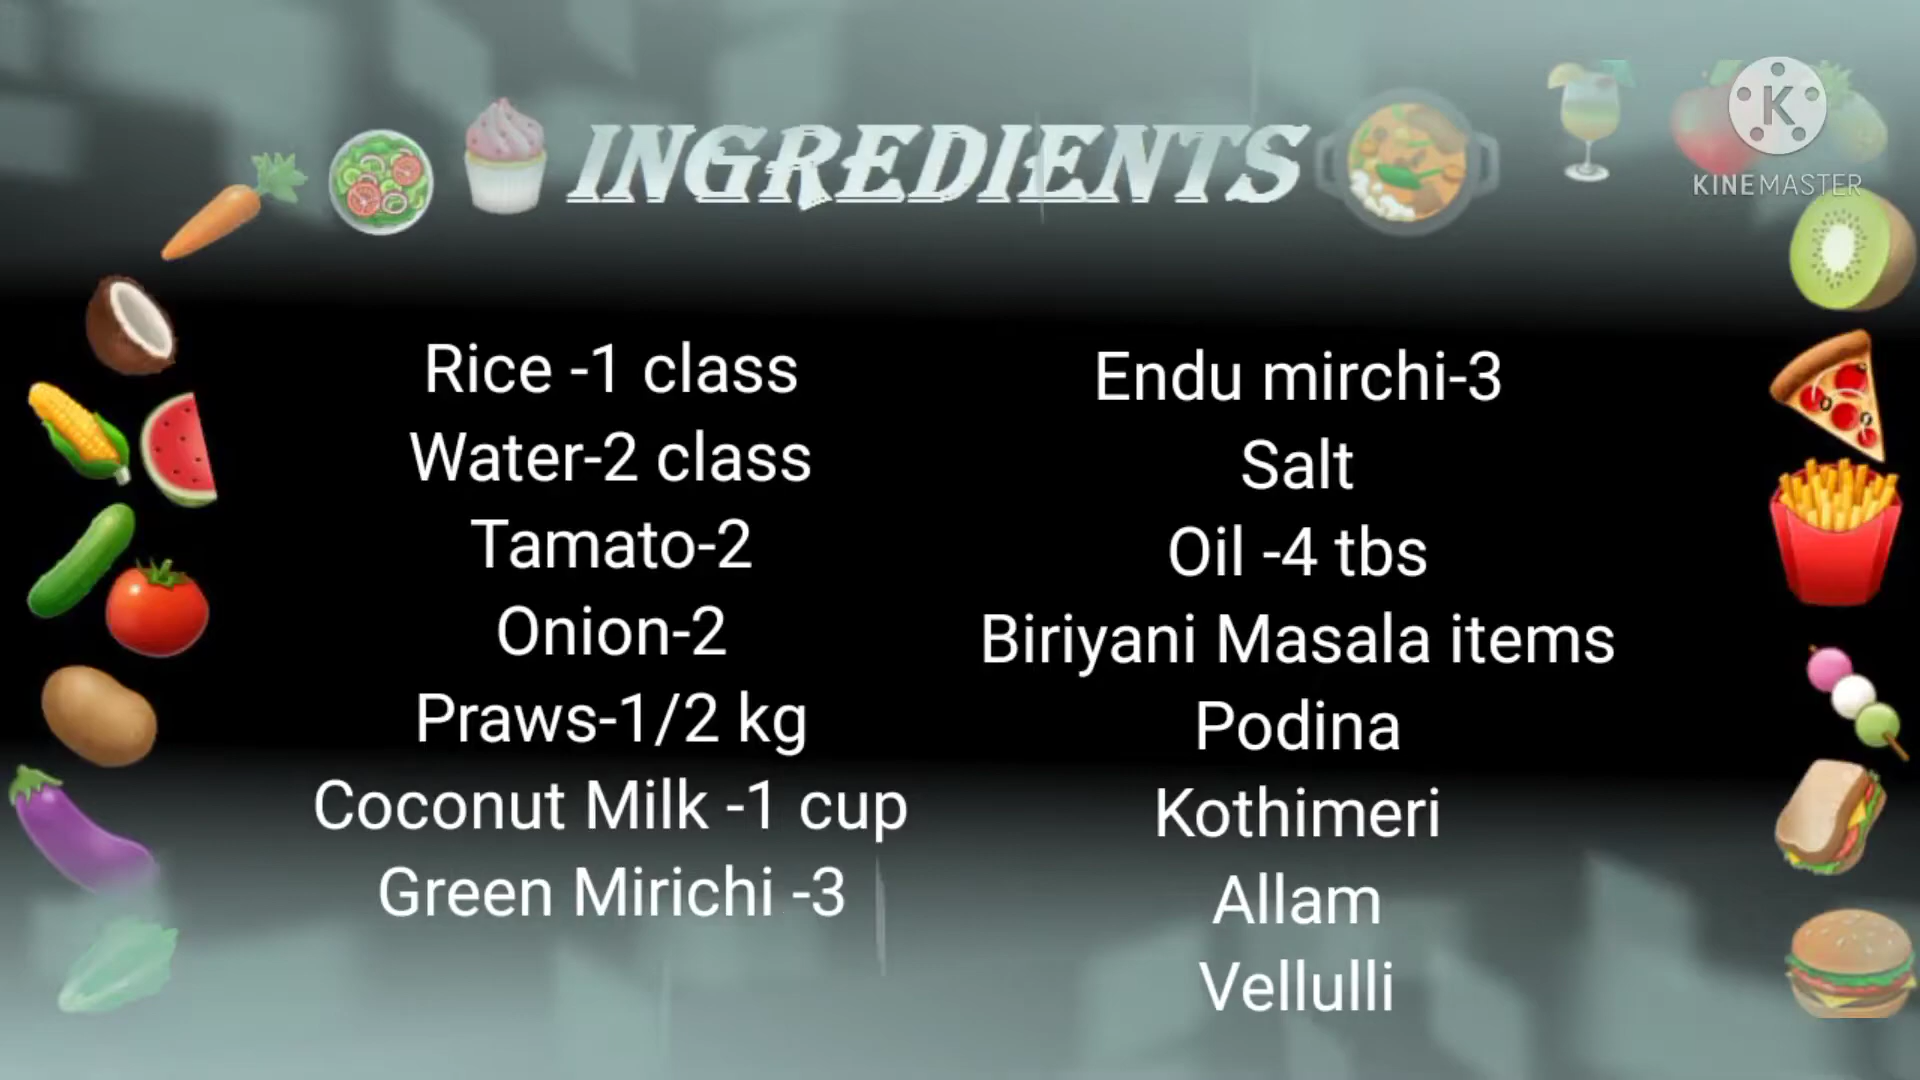 INGREDIENTS
K
KINEMASTER
Rice -1 class
Water-2 class
Tamato-2
Onion-2
Praws-1/2 kg
Coconut Milk -1 cup
Green Mirichi -3
Endu mirchi-3
Salt
Oil -4 tbs
Biriyani Masala items
Podina
Kothimeri
Allam
Vellulli